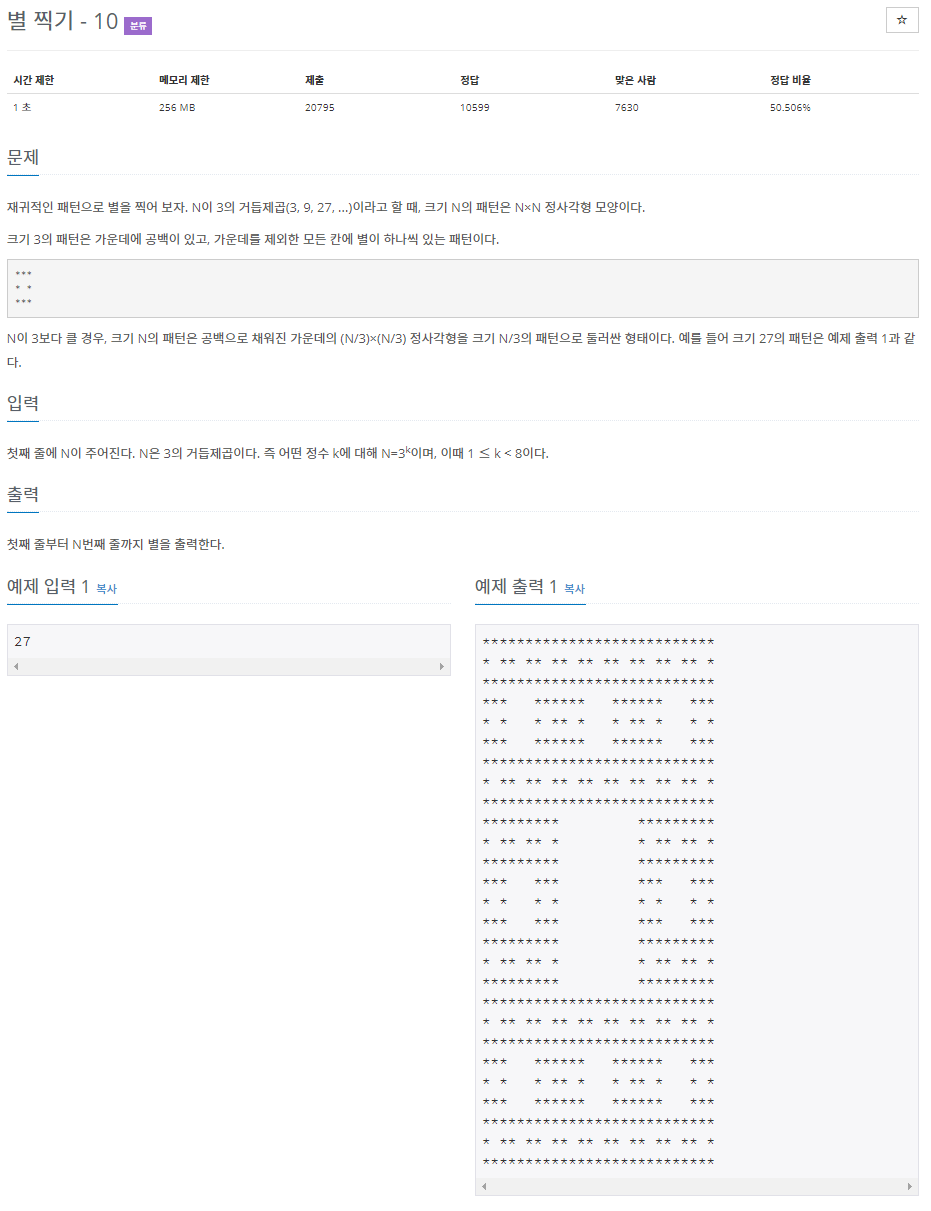 별 찍기 - 10 분류
☆
시간 제한 메모리 제한 제출 정답 맞은 사람 정답 비율
1 초 256 MB 20795 10599 7630 50.506%
문제
재귀적인 패턴으로 별을 찍어 보자. N이 3의 거듭제곱(3, 9, 27, ...)이라고 할 때, 크기 N의 패턴은 N×N 정사각형 모양이다.
크기 3의 패턴은 가운데에 공백이 있고, 가운데를 제외한 모든 칸에 별이 하나씩 있는 패턴이다.
***
* *
***
N이 3보다 클 경우, 크기 N의 패턴은 공백으로 채워진 가운데의 (N/3)×(N/3) 정사각형을 크기 N/3의 패턴으로 둘러싼 형태이다. 예를 들어 크기 27의 패턴은 예제 출력 1과 같
다.
입력
첫째 줄에 N이 주어진다. N은 3의 거듭제곱이다. 즉 어떤 정수 k에 대해 N=3ᵏ이며, 이때 1 ≤ k < 8이다.
출력
첫째 줄부터 N번째 줄까지 별을 출력한다.
예제 입력 1 복사
27
예제 출력 1 복사
***************************
* ** ** ** ** ** ** ** ** *
***************************
***   ******   ******   ***
* *   * ** *   * ** *   * *
***   ******   ******   ***
***************************
* ** ** ** ** ** ** ** ** *
***************************
*********         *********
* ** ** *         * ** ** *
*********         *********
***   ***         ***   ***
* *   * *         * *   * *
***   ***         ***   ***
*********         *********
* ** ** *         * ** ** *
*********         *********
***************************
* ** ** ** ** ** ** ** ** *
***************************
***   ******   ******   ***
* *   * ** *   * ** *   * *
***   ******   ******   ***
***************************
* ** ** ** ** ** ** ** ** *
***************************